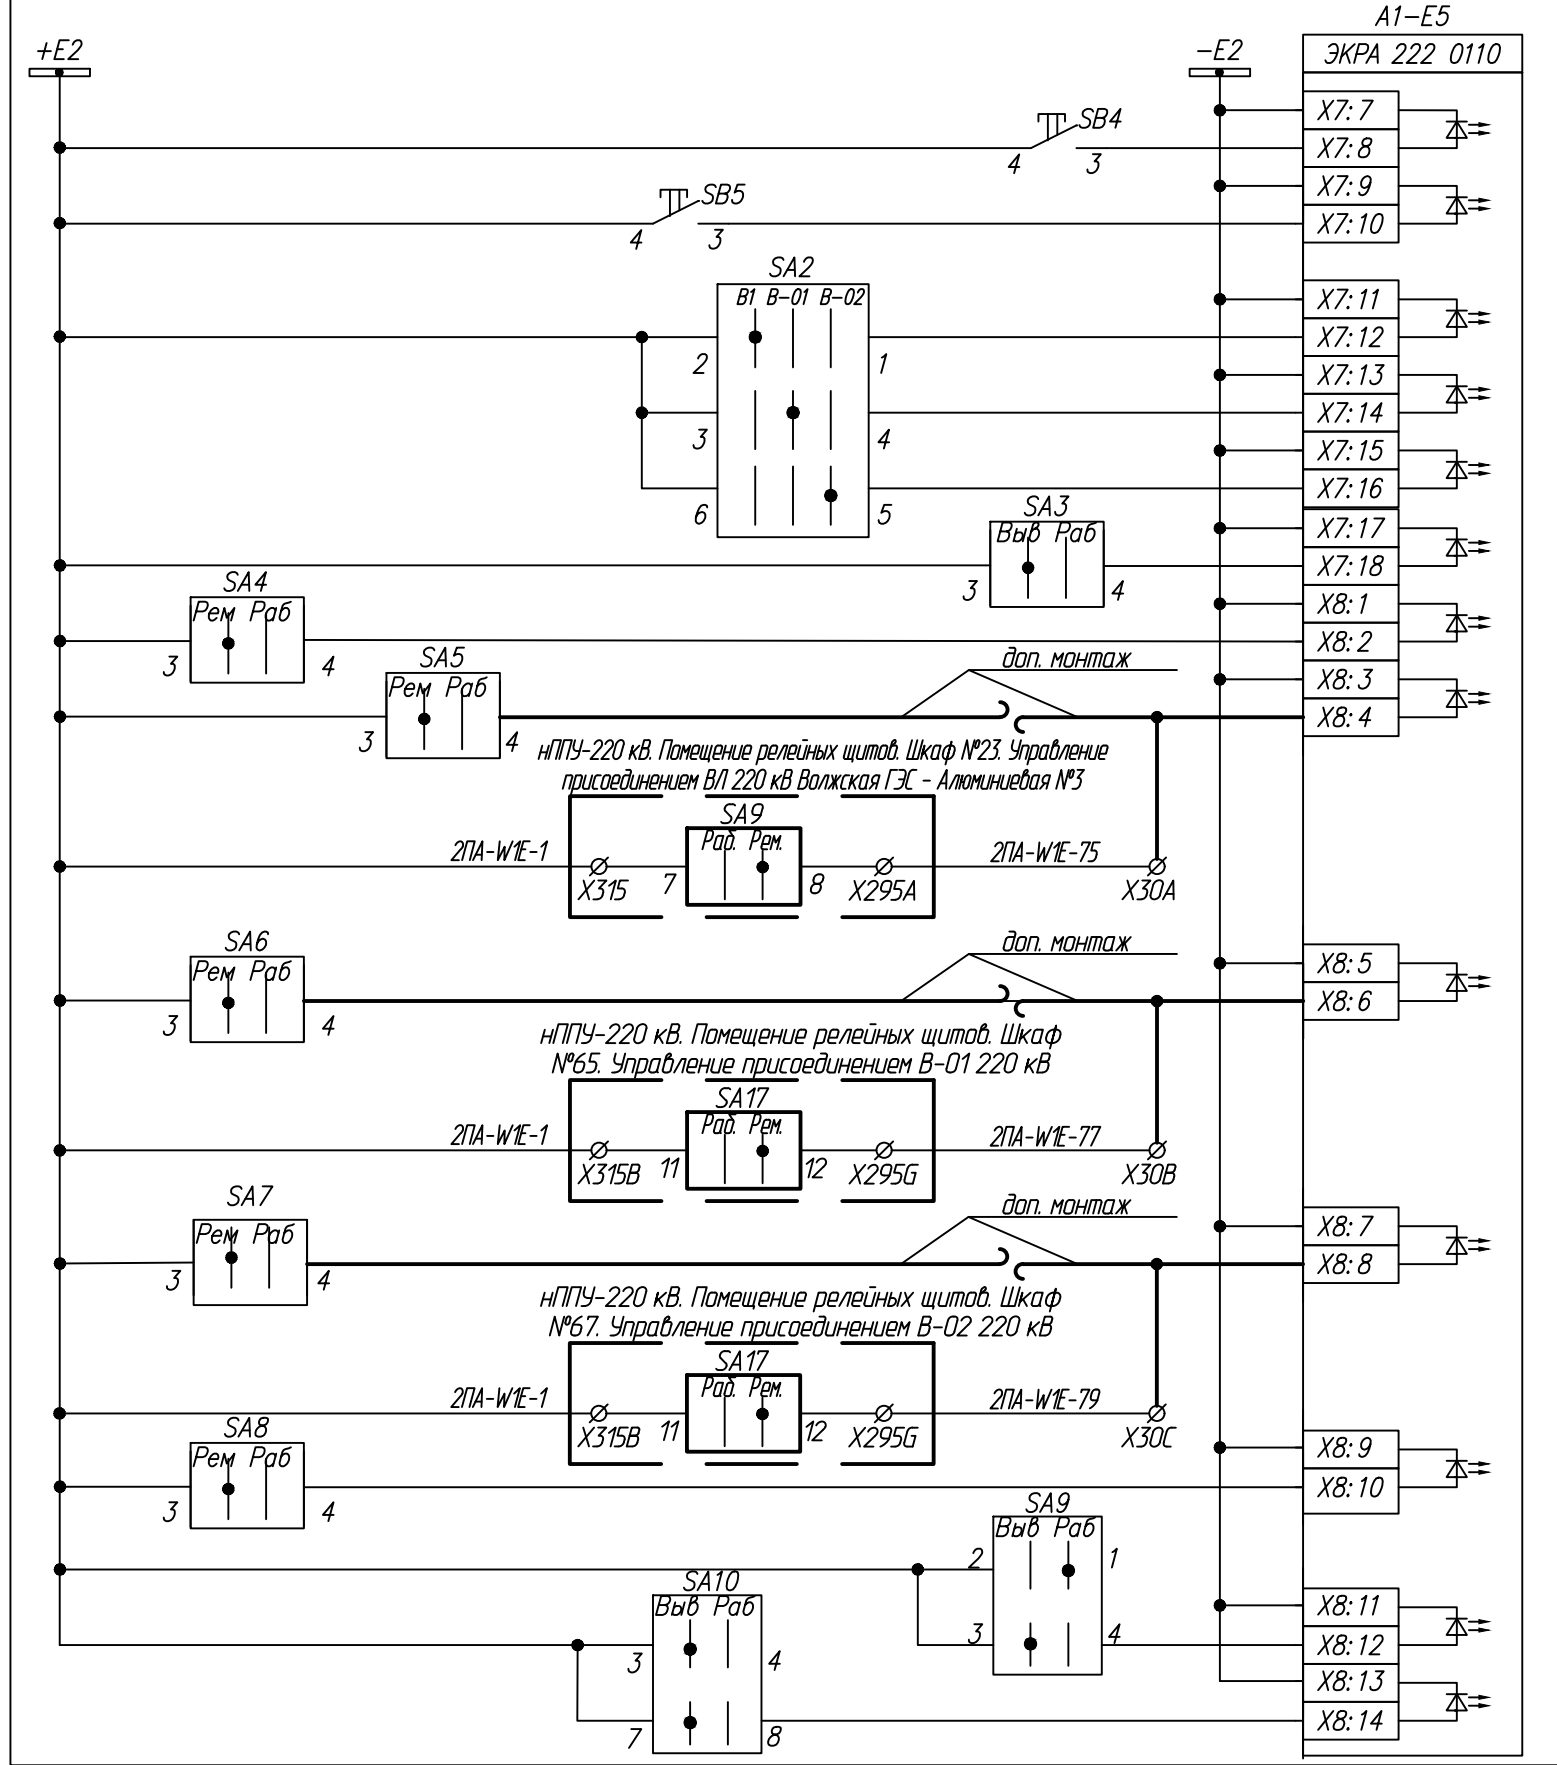 A1-E5
+E2
-E2
ЭКРА 222 0110
X7:7
SB4
X7:8
4 3
X7:9
SB5
X7:10
4 3
SA2
B1 B-01 B-02
X7:11
X7:12
2 1
X7:13
X7:14
3 4
X7:15
X7:16
6 5
SA3
Выв Раб
X7:17
X7:18
3 4
SA4
Рем Раб
X8:1
X8:2
3 4
SA5
доп. монтаж
Рем Раб
X8:3
X8:4
3 4
нППУ-220 кВ. Помещение релейных щитов. Шкаф №23. Управление
присоединением ВЛ 220 кВ Волжская ГЭС - Алюминиевая №3
SA9
Раб. Рем.
2ПА-W1E-1
2ПА-W1E-75
X315 7 8 X295A X30A
SA6
доп. монтаж
Рем Раб
X8:5
X8:6
3 4
нППУ-220 кВ. Помещение релейных щитов. Шкаф
№65. Управление присоединением В-01 220 кВ
SA17
Раб. Рем.
2ПА-W1E-1
2ПА-W1E-77
X315B 11 12 X295G X30B
SA7
доп. монтаж
Рем Раб
X8:7
X8:8
3 4
нППУ-220 кВ. Помещение релейных щитов. Шкаф
№67. Управление присоединением В-02 220 кВ
SA17
Раб. Рем.
2ПА-W1E-1
2ПА-W1E-79
X315B 11 12 X295G X30C
SA8
Рем Раб
X8:9
X8:10
3 4
SA9
Выв Раб
2 1
SA10
Выв Раб
X8:11
3 4
X8:12
3 4
X8:13
X8:14
7 8